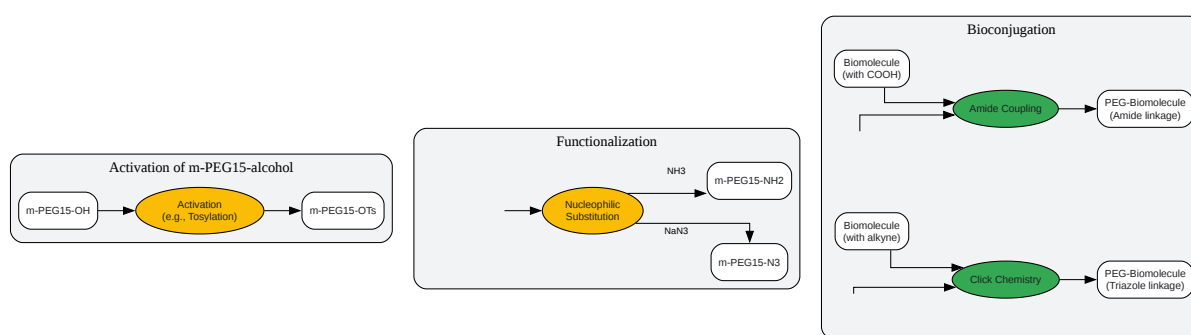 Activation of m-PEG15-alcohol
m-PEG15-OH
Activation
(e.g., Tosylation)
m-PEG15-OTs
Functionalization
Nucleophilic
Substitution
NH3
m-PEG15-NH2
NaN3
m-PEG15-N3
Bioconjugation
Biomolecule
(with COOH)
Amide Coupling
PEG-Biomolecule
(Amide linkage)
Biomolecule
(with alkyne)
Click Chemistry
PEG-Biomolecule
(Triazole linkage)